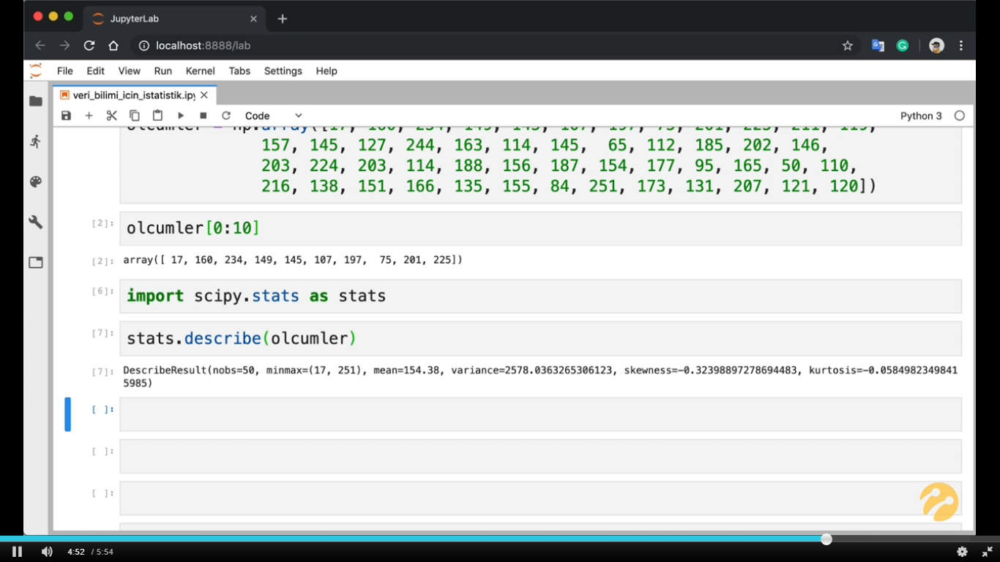 JupyterLab
localhost:8888/lab
File Edit View Run Kernel Tabs Settings Help
veri_bilimi_icin_istatistik.ipy
Code Python 3
olcumler = np.array([17, 160, 234, 149, 145, 107, 197, 75, 201, 225, 211, 119,
157, 145, 127, 244, 163, 114, 145, 65, 112, 185, 202, 146,
203, 224, 203, 114, 188, 156, 187, 154, 177, 95, 165, 50, 110,
216, 138, 151, 166, 135, 155, 84, 251, 173, 131, 207, 121, 120])
[2]: olcumler[0:10]
[2]: array([ 17, 160, 234, 149, 145, 107, 197,  75, 201, 225])
[6]: import scipy.stats as stats
[7]: stats.describe(olcumler)
[7]: DescribeResult(nobs=50, minmax=(17, 251), mean=154.38, variance=2578.0363265306123, skewness=-0.32398897278694483, kurtosis=-0.0584982349841
5985)
[ ]:
[ ]:
[ ]:
4:52 / 5:54